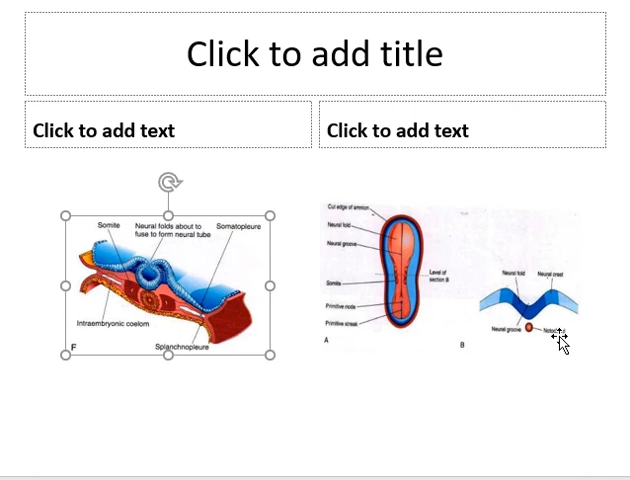 Click to add title
Click to add text
Click to add text
Somite
Neural folds about to
fuse to form neural tube
Somatopleure
Intraembryonic coelom
Splanchnopleure
F
Cut edge of amnion
Neural fold
Neural groove
Somite
Primitive node
Primitive streak
Level of
section B
A
Neural fold
Neural crest
Neural groove
B